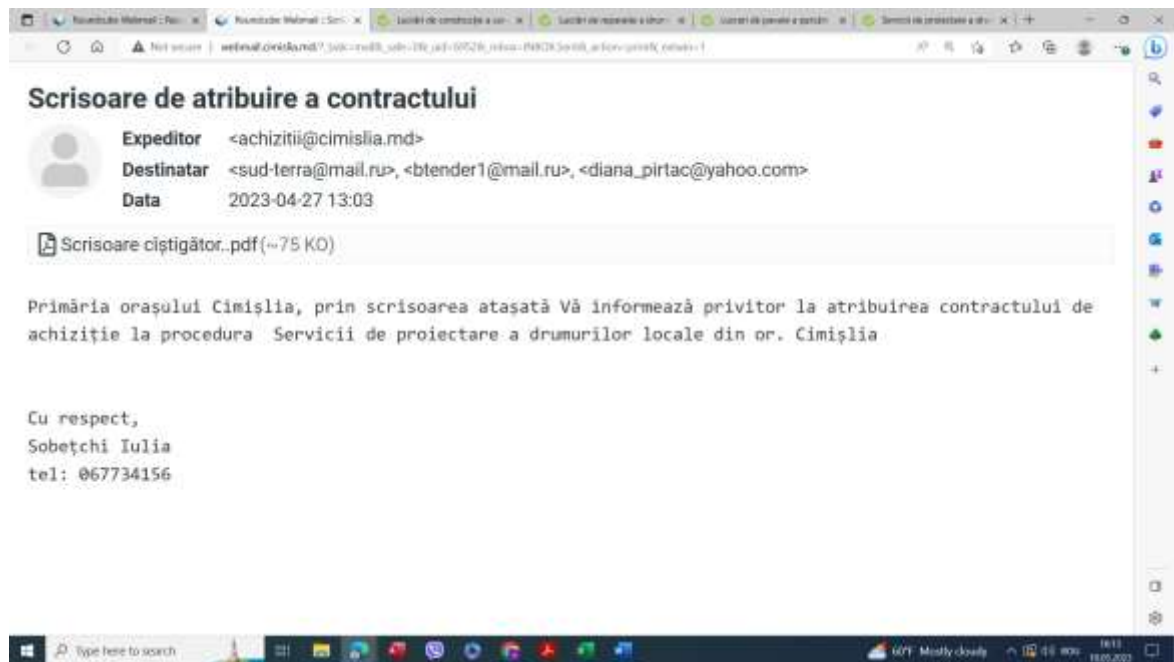 Not secure
Scrisoare de atribuire a contractului
Expeditor <achizitii@cimislia.md>
Destinatar <sud-terra@mail.ru>, <btender1@mail.ru>, <diana_pirtac@yahoo.com>
Data 2023-04-27 13:03
Scrisoare cîștigător..pdf (~75 KO)
Primăria orașului Cimișlia, prin scrisoarea atașată Vă informează privitor la atribuirea contractului de
achiziție la procedura Servicii de proiectare a drumurilor locale din or. Cimișlia
Cu respect,
Sobețchi Iulia
tel: 067734156
Type here to search
60°F Mostly cloudy